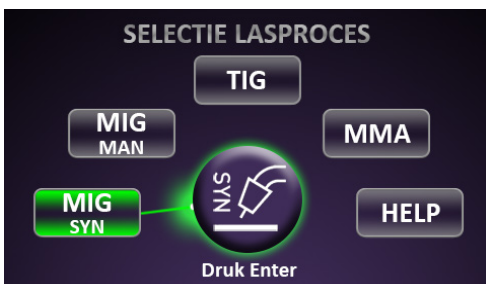 SELECTIE LASPROCES
TIG
MIG
MAN
MMA
MIG
SYN
SYN
HELP
Druk Enter